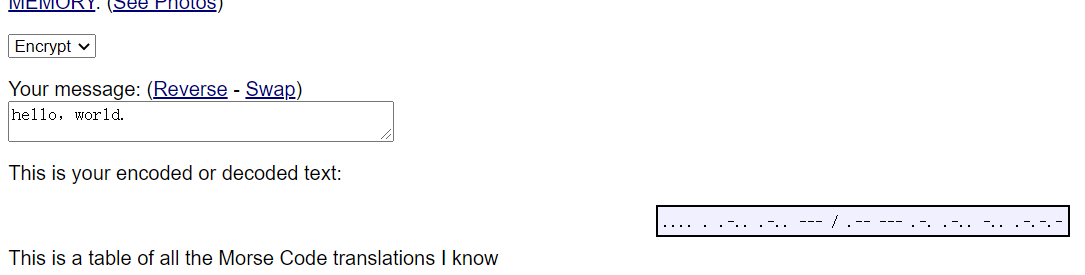 MEMORY. (See Photos)
Encrypt
Your message: (Reverse - Swap)
hello，world.
This is your encoded or decoded text:
.... . .-.. .-.. --- / .-- --- .-. .-.. -.. .-.-.-
This is a table of all the Morse Code translations I know